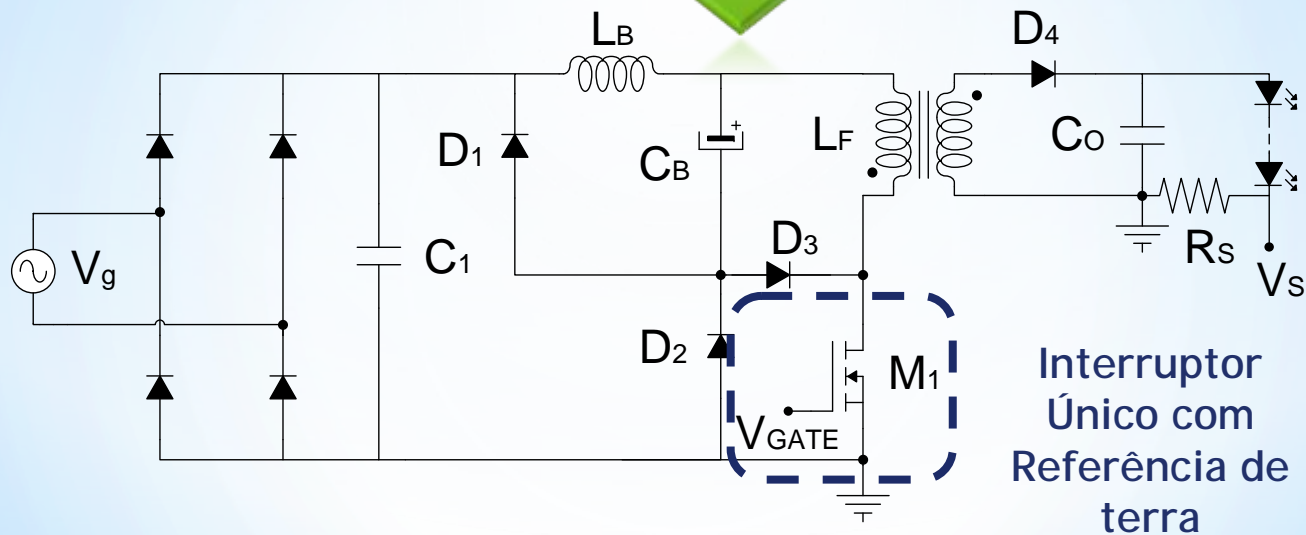 LB
D4
D1
CB
LF
CO
Vg
C1
D3
RS
VS
D2
M1
VGATE
Interruptor
Único com
Referência de
terra